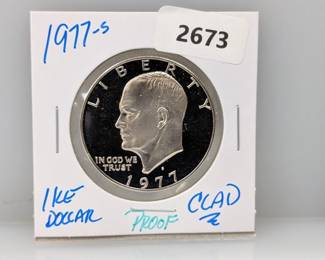 1977-S
2673
LIBERTY
IN GOD WE
TRUST
1977
IKE
DOLLAR
PROOF
CLAD